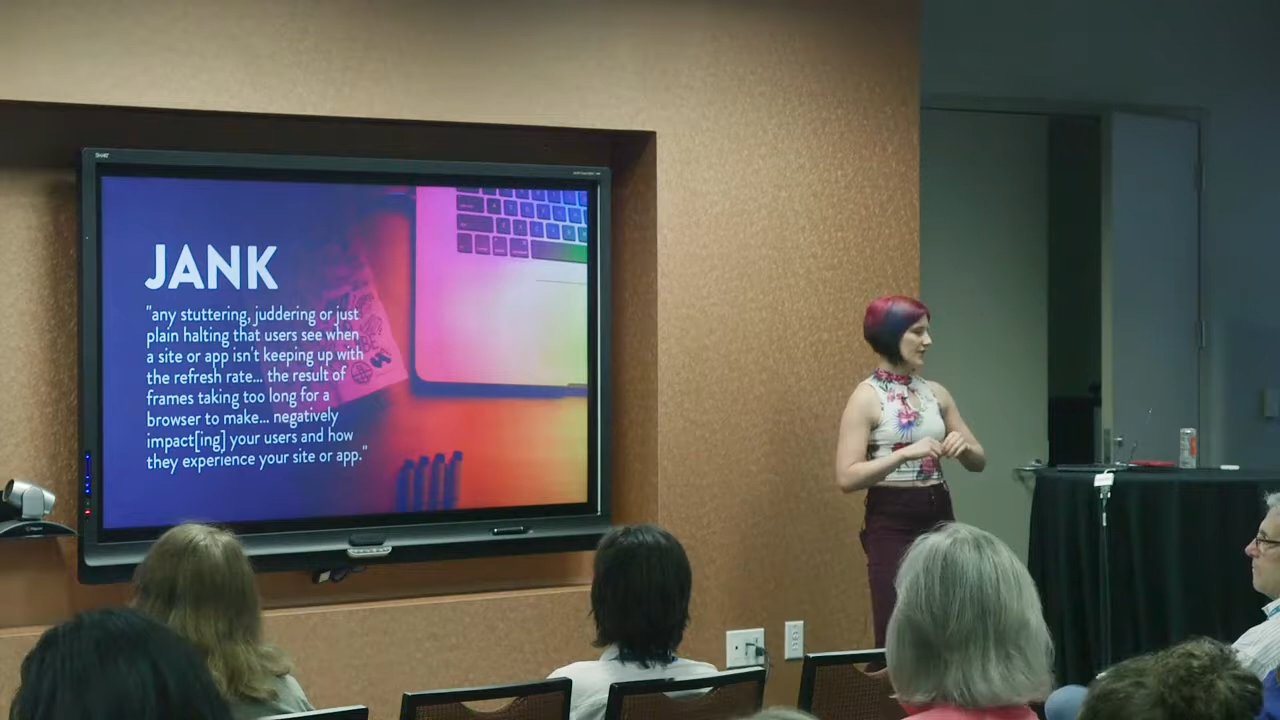 JANK
"any stuttering, juddering or just
plain halting that users see when
a site or app isn't keeping up with
the refresh rate... the result of
frames taking too long for a
browser to make... negatively
impact[ing] your users and how
they experience your site or app."